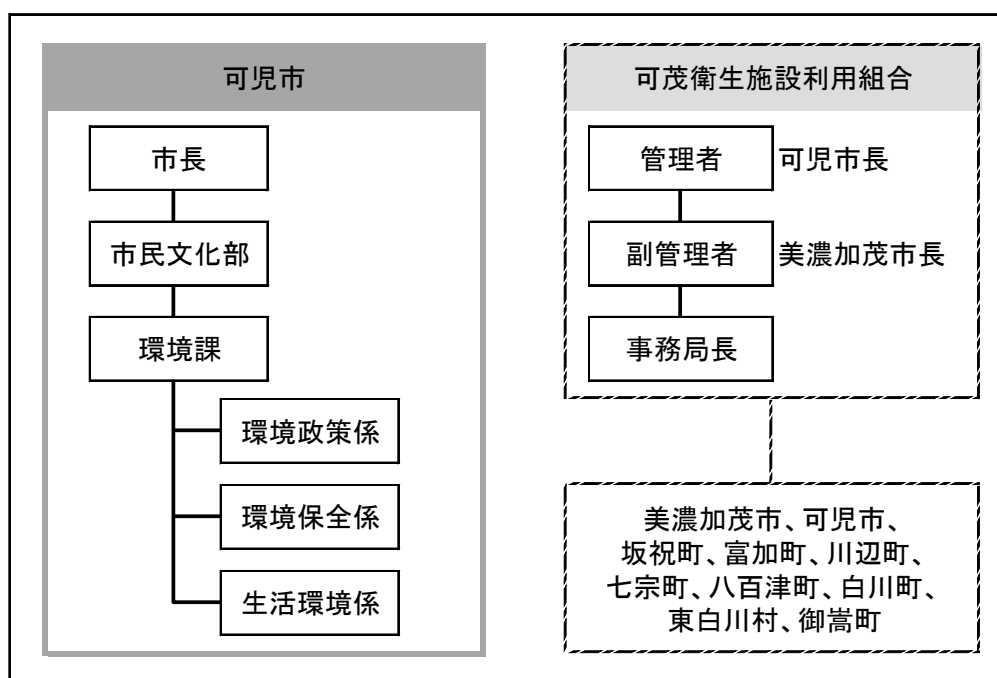 可児市
市長
市民文化部
環境課
環境政策係
環境保全係
生活環境係
可茂衛生施設利用組合
管理者 可児市長
副管理者 美濃加茂市長
事務局長
美濃加茂市、可児市、
坂祝町、富加町、川辺町、
七宗町、八百津町、白川町、
東白川村、御嵩町